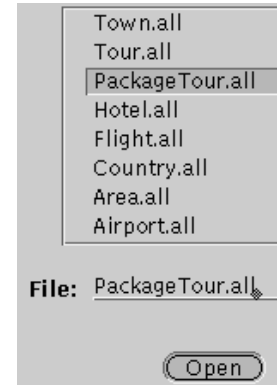 Town.all
Tour.all
PackageTour.all
Hotel.all
Flight.all
Country.all
Area.all
Airport.all
File: PackageTour.all
Open